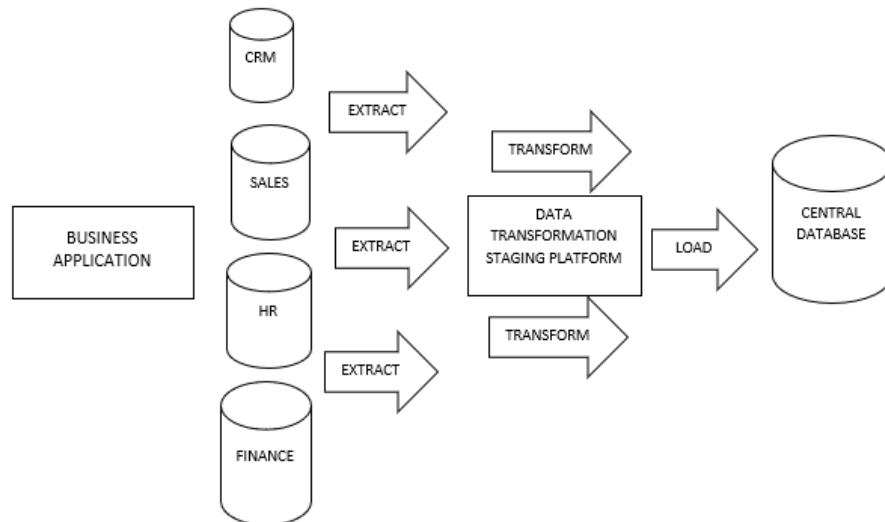 CRM
EXTRACT
TRANSFORM
SALES
BUSINESS
APPLICATION
EXTRACT
DATA
TRANSFORMATION
STAGING PLATFORM
LOAD
CENTRAL
DATABASE
HR
TRANSFORM
EXTRACT
FINANCE